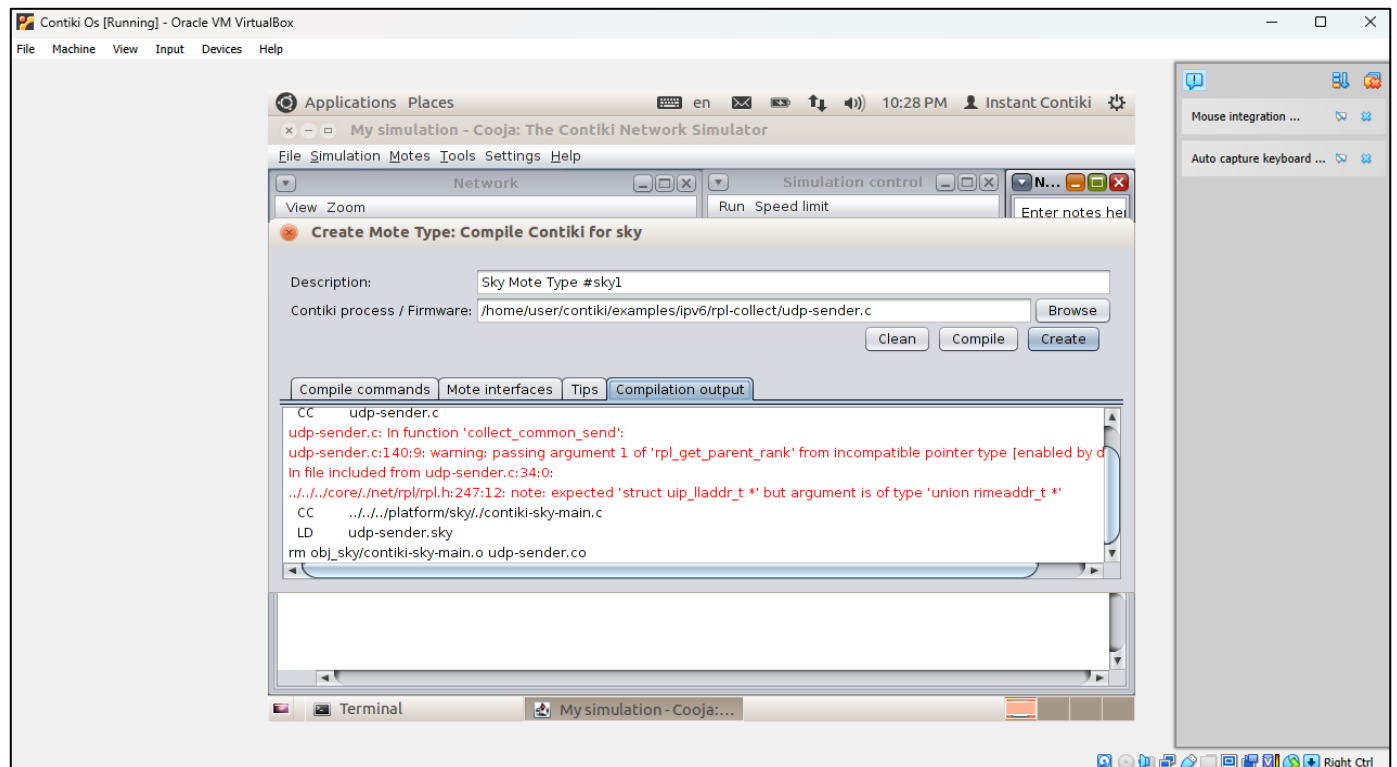 Contiki Os [Running] - Oracle VM VirtualBox
File Machine View Input Devices Help
Applications Places en 10:28 PM Instant Contiki
My simulation - Cooja: The Contiki Network Simulator
File Simulation Motes Tools Settings Help
Network Simulation control N...
View Zoom Run Speed limit Enter notes her
Create Mote Type: Compile Contiki for sky
Description: Sky Mote Type #sky1
Contiki process / Firmware: /home/user/contiki/examples/ipv6/rpl-collect/udp-sender.c Browse
Clean Compile Create
Compile commands Mote interfaces Tips Compilation output
CC udp-sender.c
udp-sender.c: In function 'collect_common_send':
udp-sender.c:140:9: warning: passing argument 1 of 'rpl_get_parent_rank' from incompatible pointer type [enabled by d
In file included from udp-sender.c:34:0:
../../../core/./net/rpl/rpl.h:247:12: note: expected 'struct uip_lladdr_t *' but argument is of type 'union rimeaddr_t *'
CC ../../../platform/sky/./contiki-sky-main.c
LD udp-sender.sky
rm obj_sky/contiki-sky-main.o udp-sender.co
Terminal My simulation - Cooja:...
Mouse integration ...
Auto capture keyboard ...
Right Ctrl